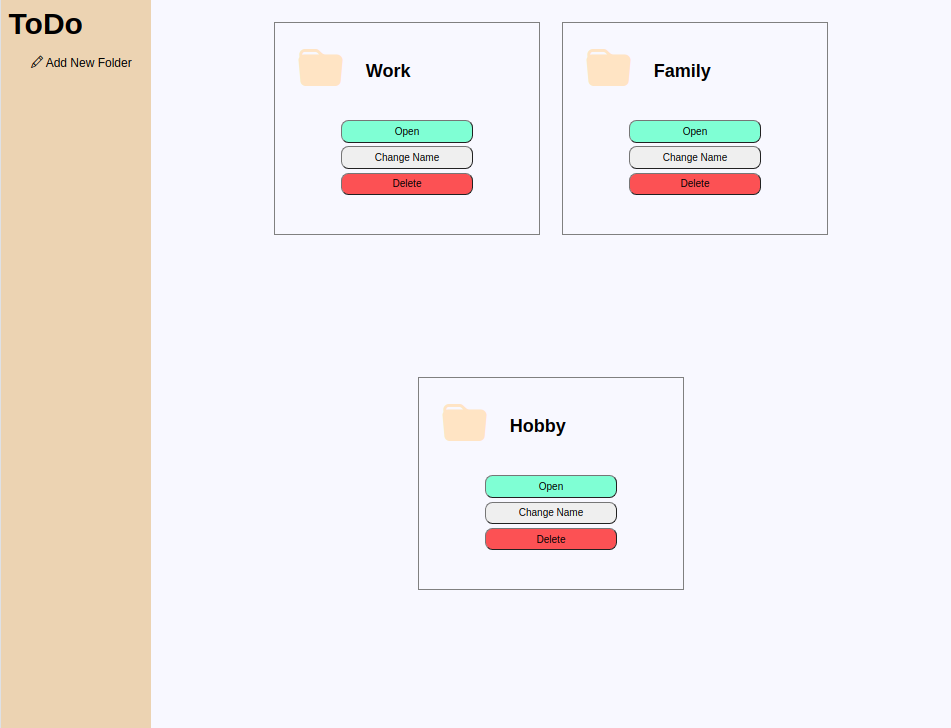 ToDo
Add New Folder
Work
Open
Change Name
Delete
Family
Open
Change Name
Delete
Hobby
Open
Change Name
Delete